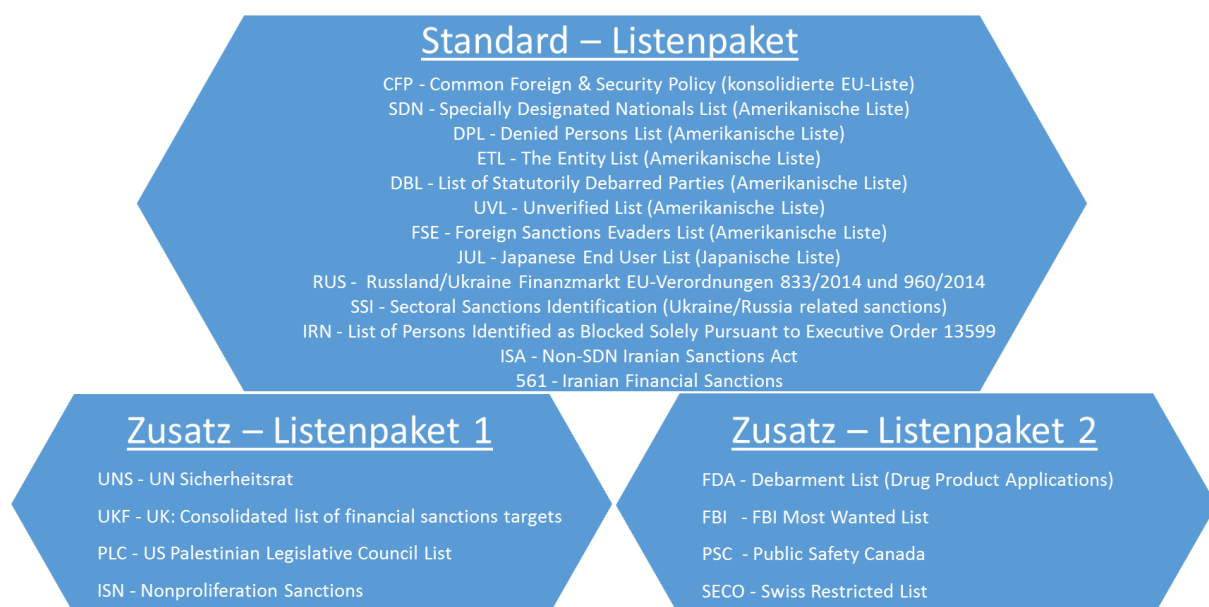 Standard – Listenpaket
CFP - Common Foreign & Security Policy (konsolidierte EU-Liste)
SDN - Specially Designated Nationals List (Amerikanische Liste)
DPL - Denied Persons List (Amerikanische Liste)
ETL - The Entity List (Amerikanische Liste)
DBL - List of Statutorily Debarred Parties (Amerikanische Liste)
UVL - Unverified List (Amerikanische Liste)
FSE - Foreign Sanctions Evaders List (Amerikanische Liste)
JUL - Japanese End User List (Japanische Liste)
RUS - Russland/Ukraine Finanzmarkt EU-Verordnungen 833/2014 und 960/2014
SSI - Sectoral Sanctions Identification (Ukraine/Russia related sanctions)
IRN - List of Persons Identified as Blocked Solely Pursuant to Executive Order 13599
ISA - Non-SDN Iranian Sanctions Act
561 - Iranian Financial Sanctions
Zusatz – Listenpaket 1
UNS - UN Sicherheitsrat
UKF - UK: Consolidated list of financial sanctions targets
PLC - US Palestinian Legislative Council List
ISN - Nonproliferation Sanctions
Zusatz – Listenpaket 2
FDA - Debarment List (Drug Product Applications)
FBI - FBI Most Wanted List
PSC - Public Safety Canada
SECO - Swiss Restricted List